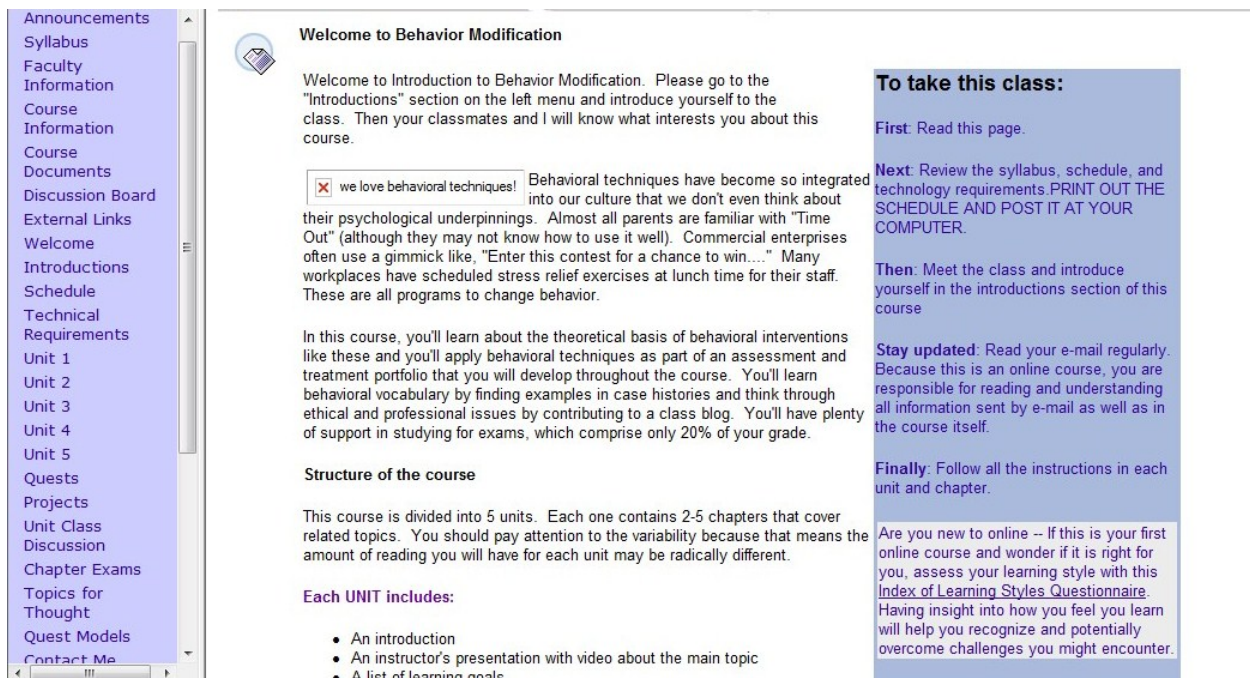 Announcements
Syllabus
Faculty
Information
Course
Information
Course
Documents
Discussion Board
External Links
Welcome
Introductions
Schedule
Technical
Requirements
Unit 1
Unit 2
Unit 3
Unit 4
Unit 5
Quests
Projects
Unit Class
Discussion
Chapter Exams
Topics for
Thought
Quest Models
Contact Me
Welcome to Behavior Modification
Welcome to Introduction to Behavior Modification. Please go to the
"Introductions" section on the left menu and introduce yourself to the
class. Then your classmates and I will know what interests you about this
course.
we love behavioral techniques!
Behavioral techniques have become so integrated
into our culture that we don't even think about
their psychological underpinnings. Almost all parents are familiar with "Time
Out" (although they may not know how to use it well). Commercial enterprises
often use a gimmick like, "Enter this contest for a chance to win...." Many
workplaces have scheduled stress relief exercises at lunch time for their staff.
These are all programs to change behavior.
In this course, you'll learn about the theoretical basis of behavioral interventions
like these and you'll apply behavioral techniques as part of an assessment and
treatment portfolio that you will develop throughout the course. You'll learn
behavioral vocabulary by finding examples in case histories and think through
ethical and professional issues by contributing to a class blog. You'll have plenty
of support in studying for exams, which comprise only 20% of your grade.
Structure of the course
This course is divided into 5 units. Each one contains 2-5 chapters that cover
related topics. You should pay attention to the variability because that means the
amount of reading you will have for each unit may be radically different.
Each UNIT includes:
• An introduction
• An instructor's presentation with video about the main topic
• A list of learning goals
To take this class:
First: Read this page.
Next: Review the syllabus, schedule, and
technology requirements.PRINT OUT THE
SCHEDULE AND POST IT AT YOUR
COMPUTER.
Then: Meet the class and introduce
yourself in the introductions section of this
course
Stay updated: Read your e-mail regularly.
Because this is an online course, you are
responsible for reading and understanding
all information sent by e-mail as well as in
the course itself.
Finally: Follow all the instructions in each
unit and chapter.
Are you new to online -- If this is your first
online course and wonder if it is right for
you, assess your learning style with this
Index of Learning Styles Questionnaire.
Having insight into how you feel you learn
will help you recognize and potentially
overcome challenges you might encounter.